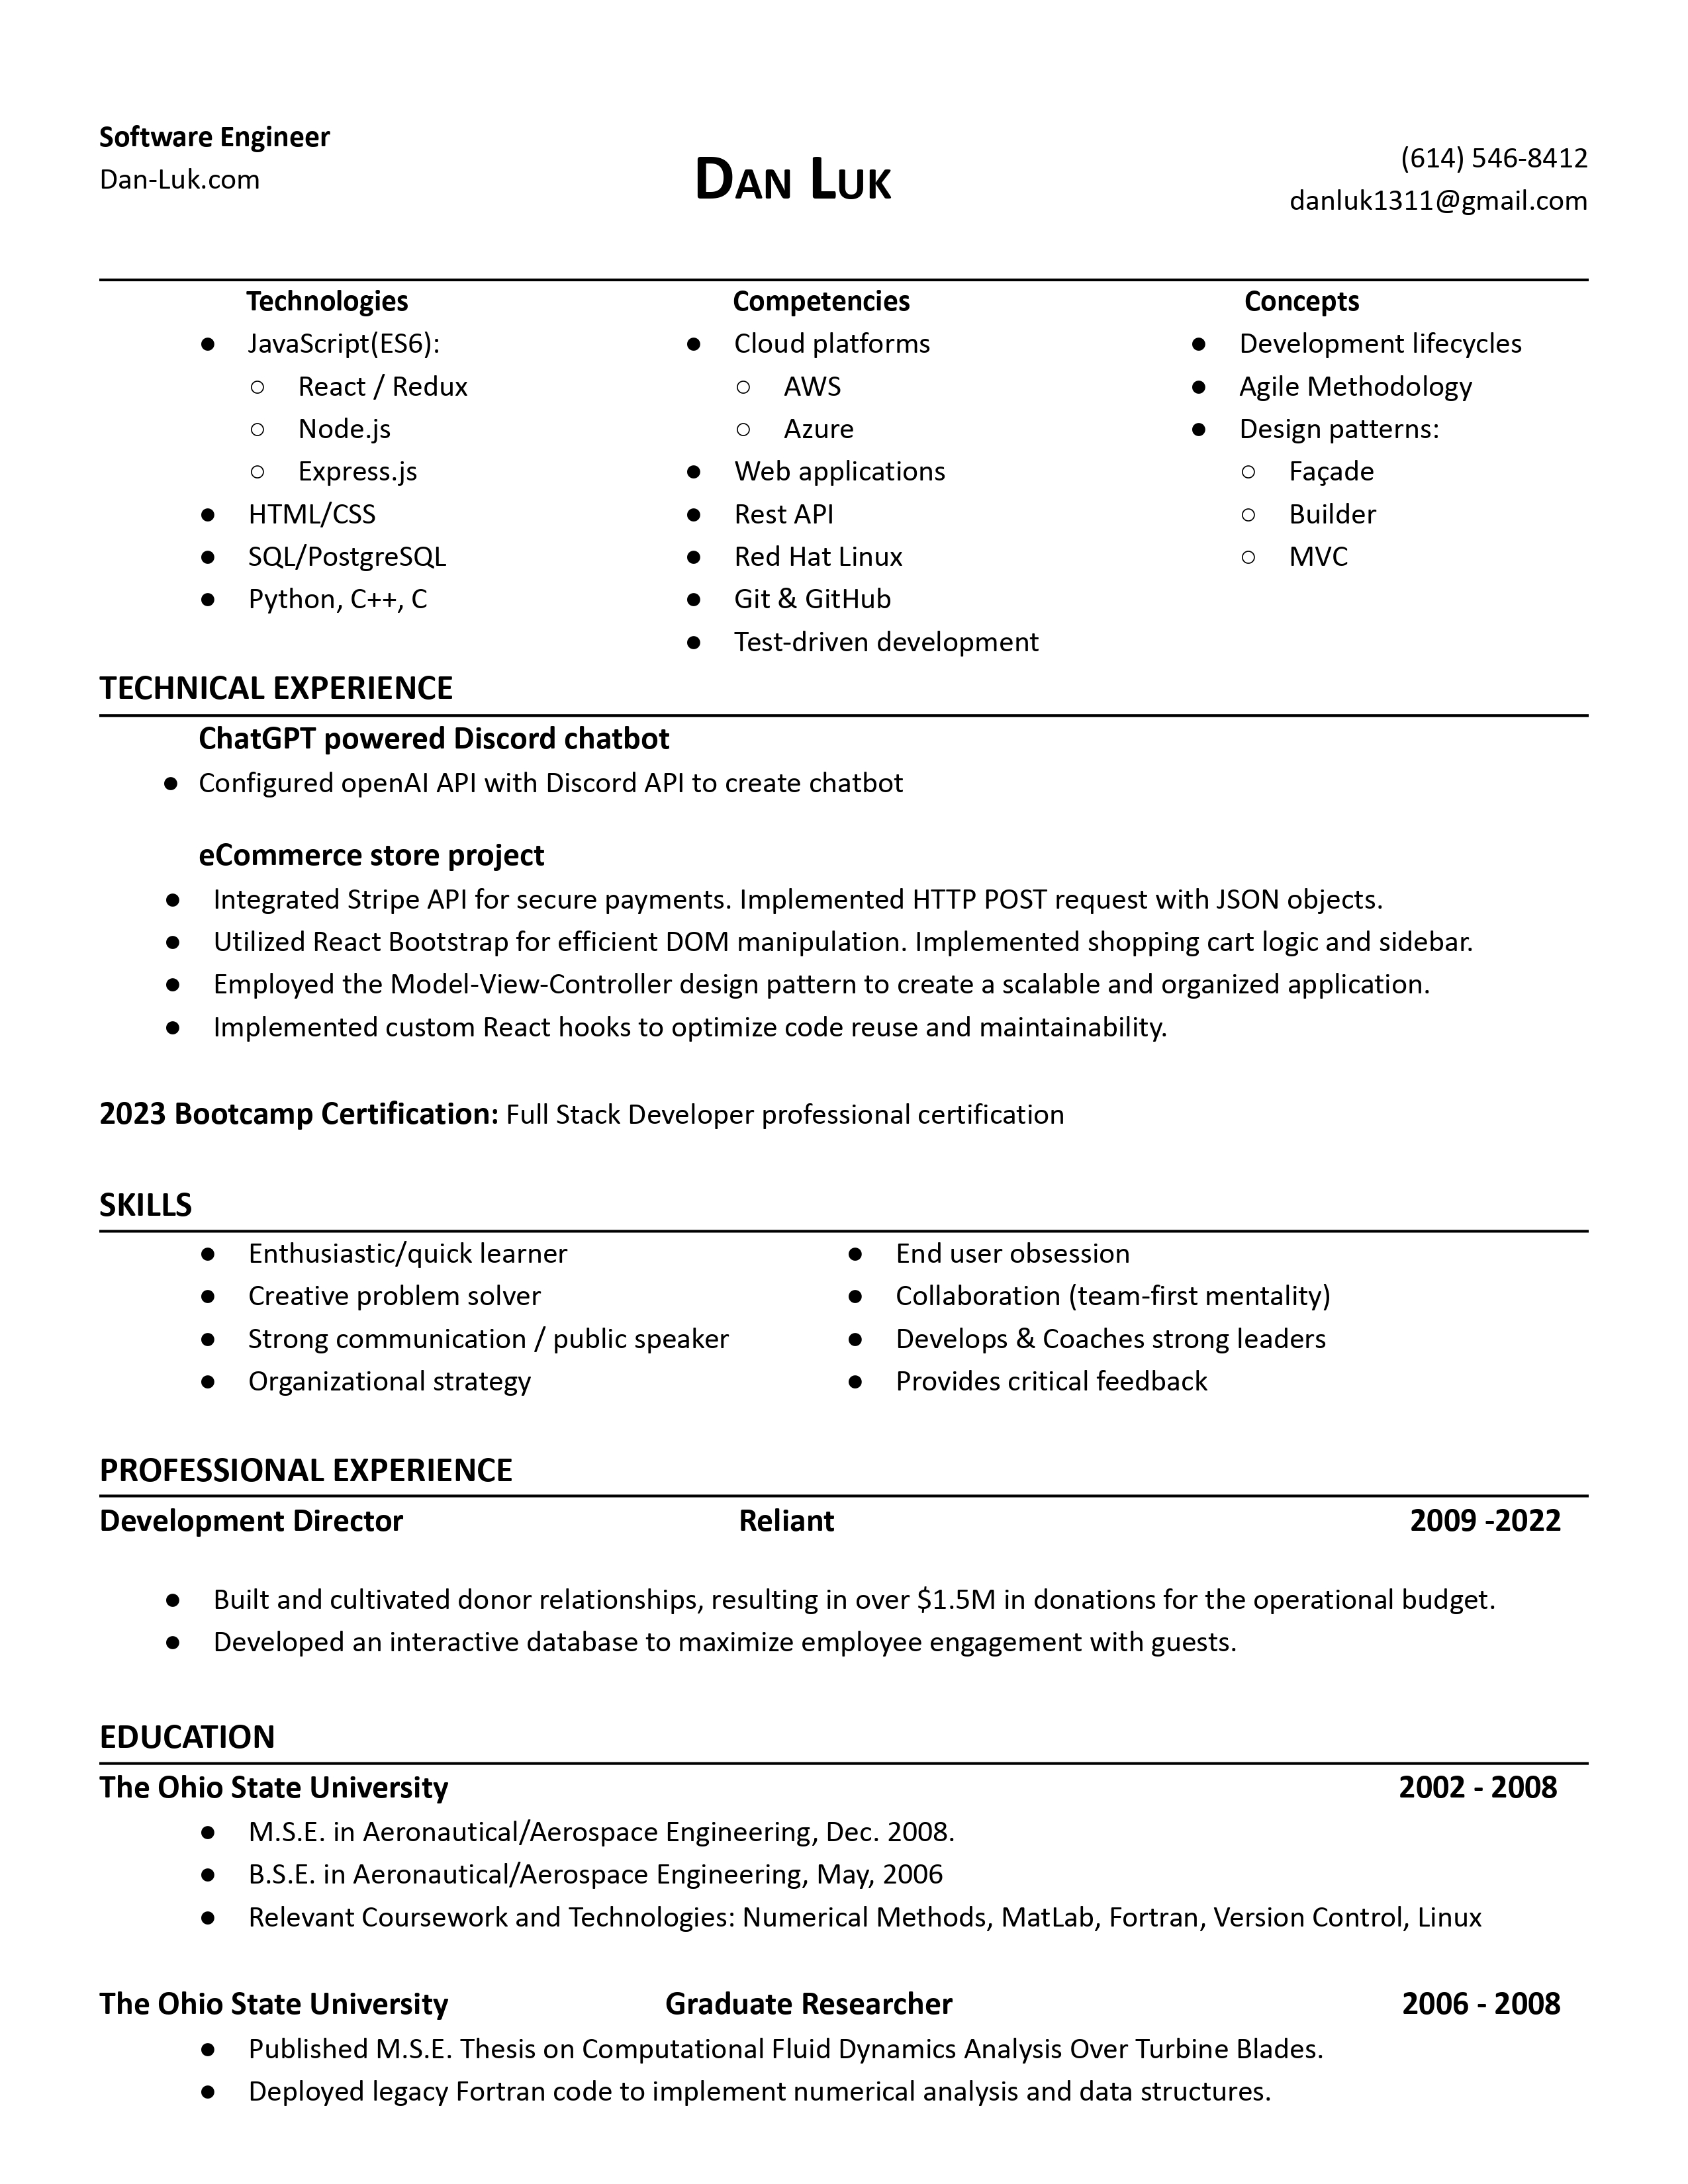 Software Engineer
Dan-Luk.com
DAN LUK
(614) 546-8412
danluk1311@gmail.com
Technologies
● JavaScript(ES6):
○ React / Redux
○ Node.js
○ Express.js
● HTML/CSS
● SQL/PostgreSQL
● Python, C++, C
Competencies
● Cloud platforms
○ AWS
○ Azure
● Web applications
● Rest API
● Red Hat Linux
● Git & GitHub
● Test-driven development
Concepts
● Development lifecycles
● Agile Methodology
● Design patterns:
○ Façade
○ Builder
○ MVC
TECHNICAL EXPERIENCE
ChatGPT powered Discord chatbot
● Configured openAI API with Discord API to create chatbot
eCommerce store project
● Integrated Stripe API for secure payments. Implemented HTTP POST request with JSON objects.
● Utilized React Bootstrap for efficient DOM manipulation. Implemented shopping cart logic and sidebar.
● Employed the Model-View-Controller design pattern to create a scalable and organized application.
● Implemented custom React hooks to optimize code reuse and maintainability.
2023 Bootcamp Certification: Full Stack Developer professional certification
SKILLS
● Enthusiastic/quick learner
● Creative problem solver
● Strong communication / public speaker
● Organizational strategy
● End user obsession
● Collaboration (team-first mentality)
● Develops & Coaches strong leaders
● Provides critical feedback
PROFESSIONAL EXPERIENCE
Development Director Reliant 2009 -2022
● Built and cultivated donor relationships, resulting in over $1.5M in donations for the operational budget.
● Developed an interactive database to maximize employee engagement with guests.
EDUCATION
The Ohio State University 2002 - 2008
● M.S.E. in Aeronautical/Aerospace Engineering, Dec. 2008.
● B.S.E. in Aeronautical/Aerospace Engineering, May, 2006
● Relevant Coursework and Technologies: Numerical Methods, MatLab, Fortran, Version Control, Linux
The Ohio State University Graduate Researcher 2006 - 2008
● Published M.S.E. Thesis on Computational Fluid Dynamics Analysis Over Turbine Blades.
● Deployed legacy Fortran code to implement numerical analysis and data structures.